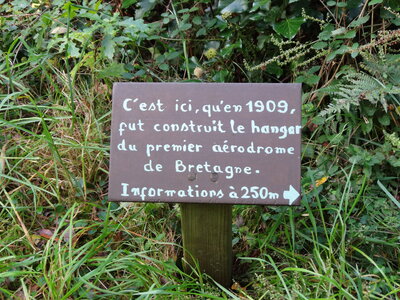 C'est ici, qu'en 1909,
fut construit le hangar
du premier aérodrome
de Bretagne.
Informations à 250m →